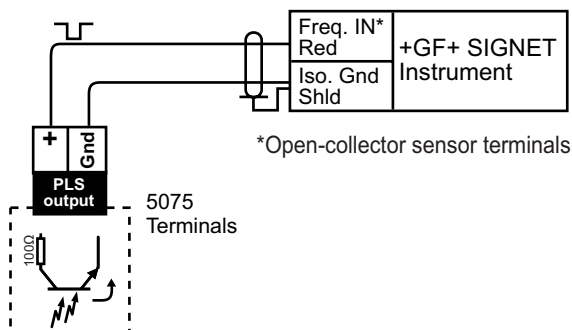 Freq. IN*
Red
Iso. Gnd
Shld
+GF+ SIGNET
Instrument
*Open-collector sensor terminals
+
Gnd
PLS
output
5075
Terminals
100Ω